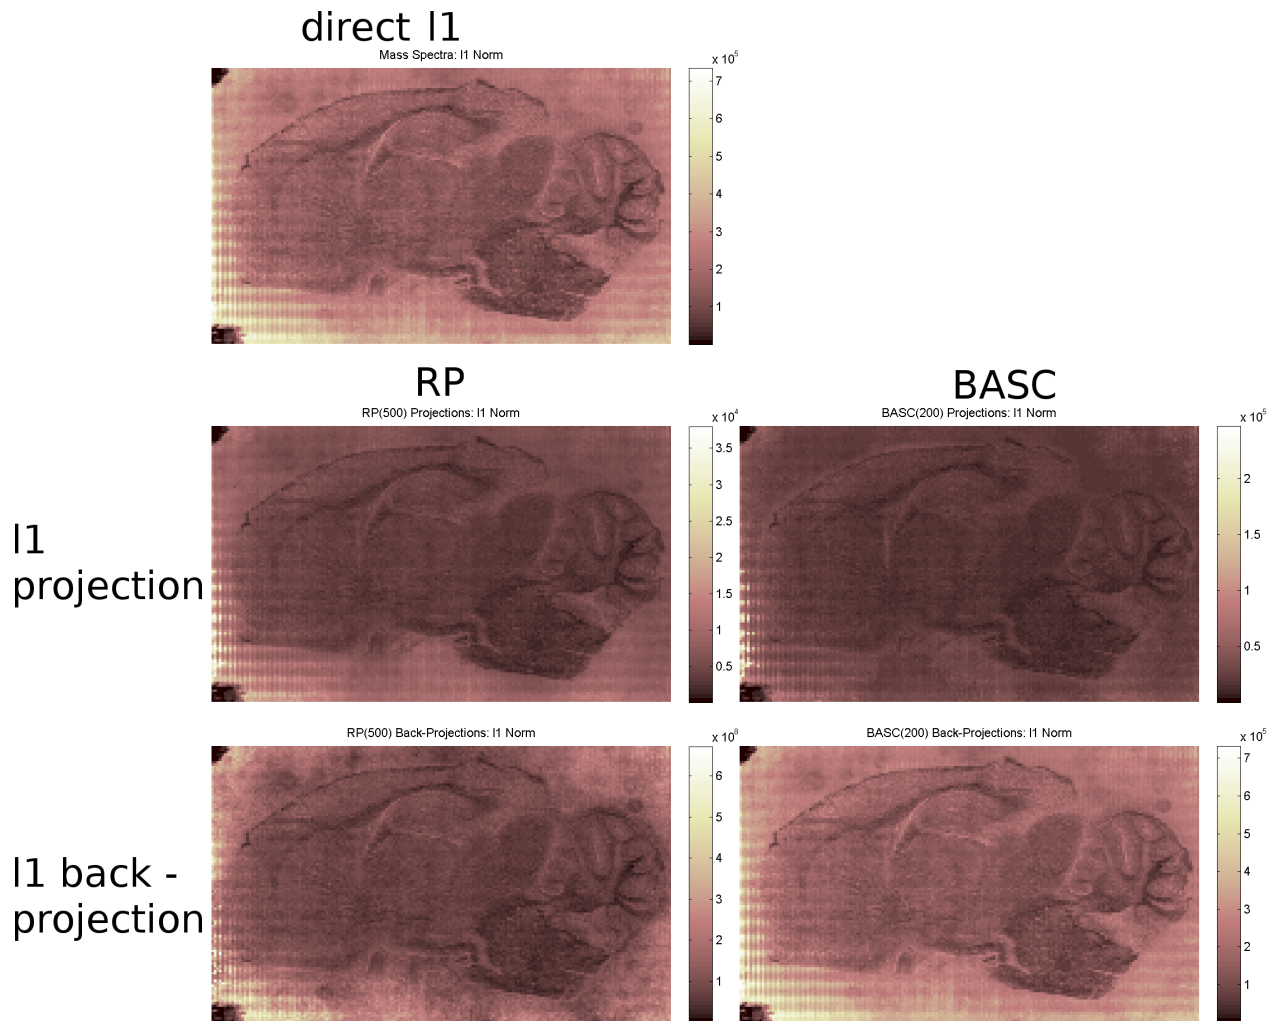 direct l1
Mass Spectra: l1 Norm
x 10^5
7
6
5
4
3
2
1
RP
RP(500) Projections: l1 Norm
x 10^4
3.5
3
2.5
2
1.5
1
0.5
BASC
BASC(200) Projections: l1 Norm
x 10^5
2
1.5
1
0.5
l1
projection
RP(500) Back-Projections: l1 Norm
x 10^8
6
5
4
3
2
1
BASC(200) Back-Projections: l1 Norm
x 10^5
7
6
5
4
3
2
1
l1 back -
projection